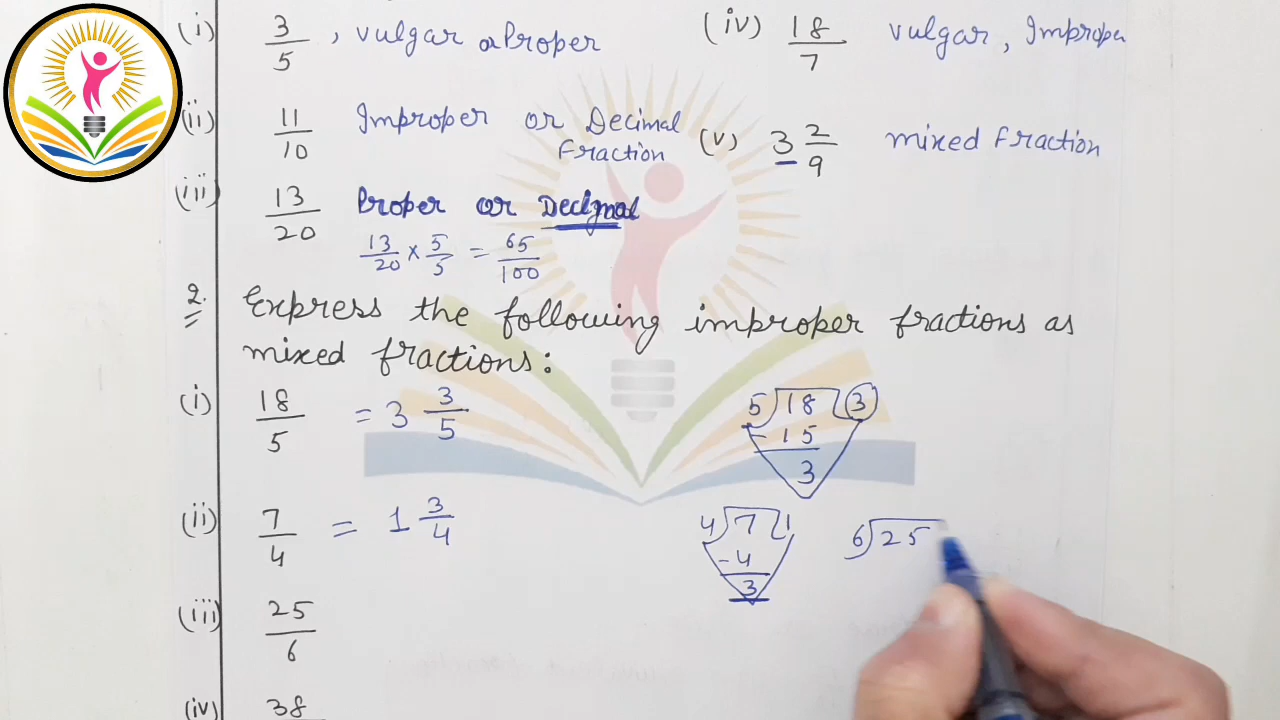 (i) 3/5 , vulgar or Proper
(iv) 18/7 vulgar, Improper
(ii) 11/10 Improper or Decimal Fraction
(v) 3 2/9 mixed Fraction
(iii) 13/20 Proper or Decimal
13/20 × 5/5 = 65/100
2. Express the following improper fractions as
mixed fractions:
(i) 18/5 = 3 3/5
5)18(3
-15
3
(ii) 7/4 = 1 3/4
4)7(1
-4
3
6)25
(iii) 25/6
(iv) 38